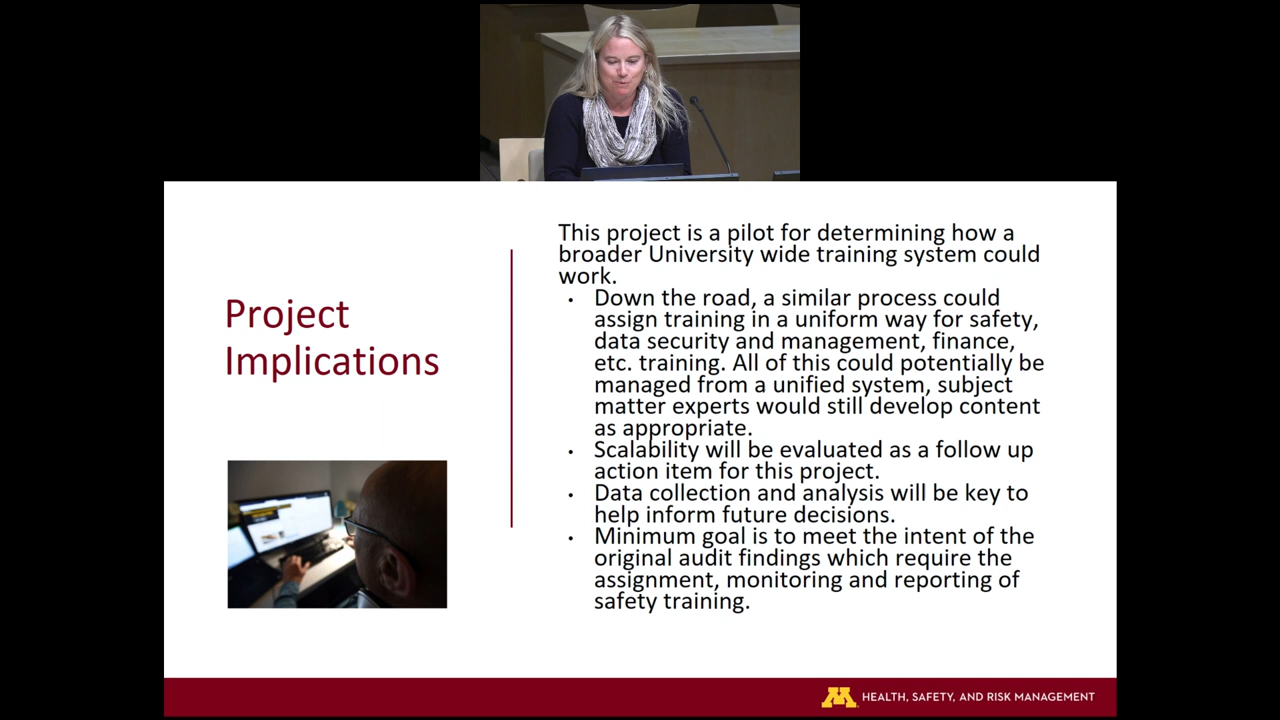 Project
Implications
This project is a pilot for determining how a
broader University wide training system could
work.
• Down the road, a similar process could
assign training in a uniform way for safety,
data security and management, finance,
etc. training. All of this could potentially be
managed from a unified system, subject
matter experts would still develop content
as appropriate.
• Scalability will be evaluated as a follow up
action item for this project.
• Data collection and analysis will be key to
help inform future decisions.
• Minimum goal is to meet the intent of the
original audit findings which require the
assignment, monitoring and reporting of
safety training.
M HEALTH, SAFETY, AND RISK MANAGEMENT